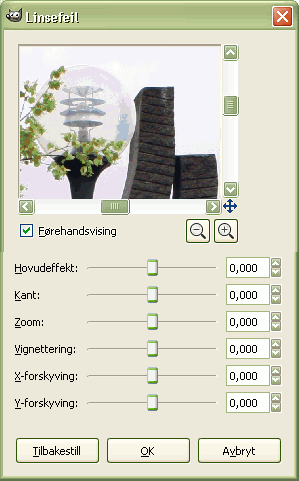 Linsefeil
Førehandsvising
Hovudeffekt: 0,000
Kant: 0,000
Zoom: 0,000
Vignettering: 0,000
X-forskyving: 0,000
Y-forskyving: 0,000
Tilbakestill OK Avbryt